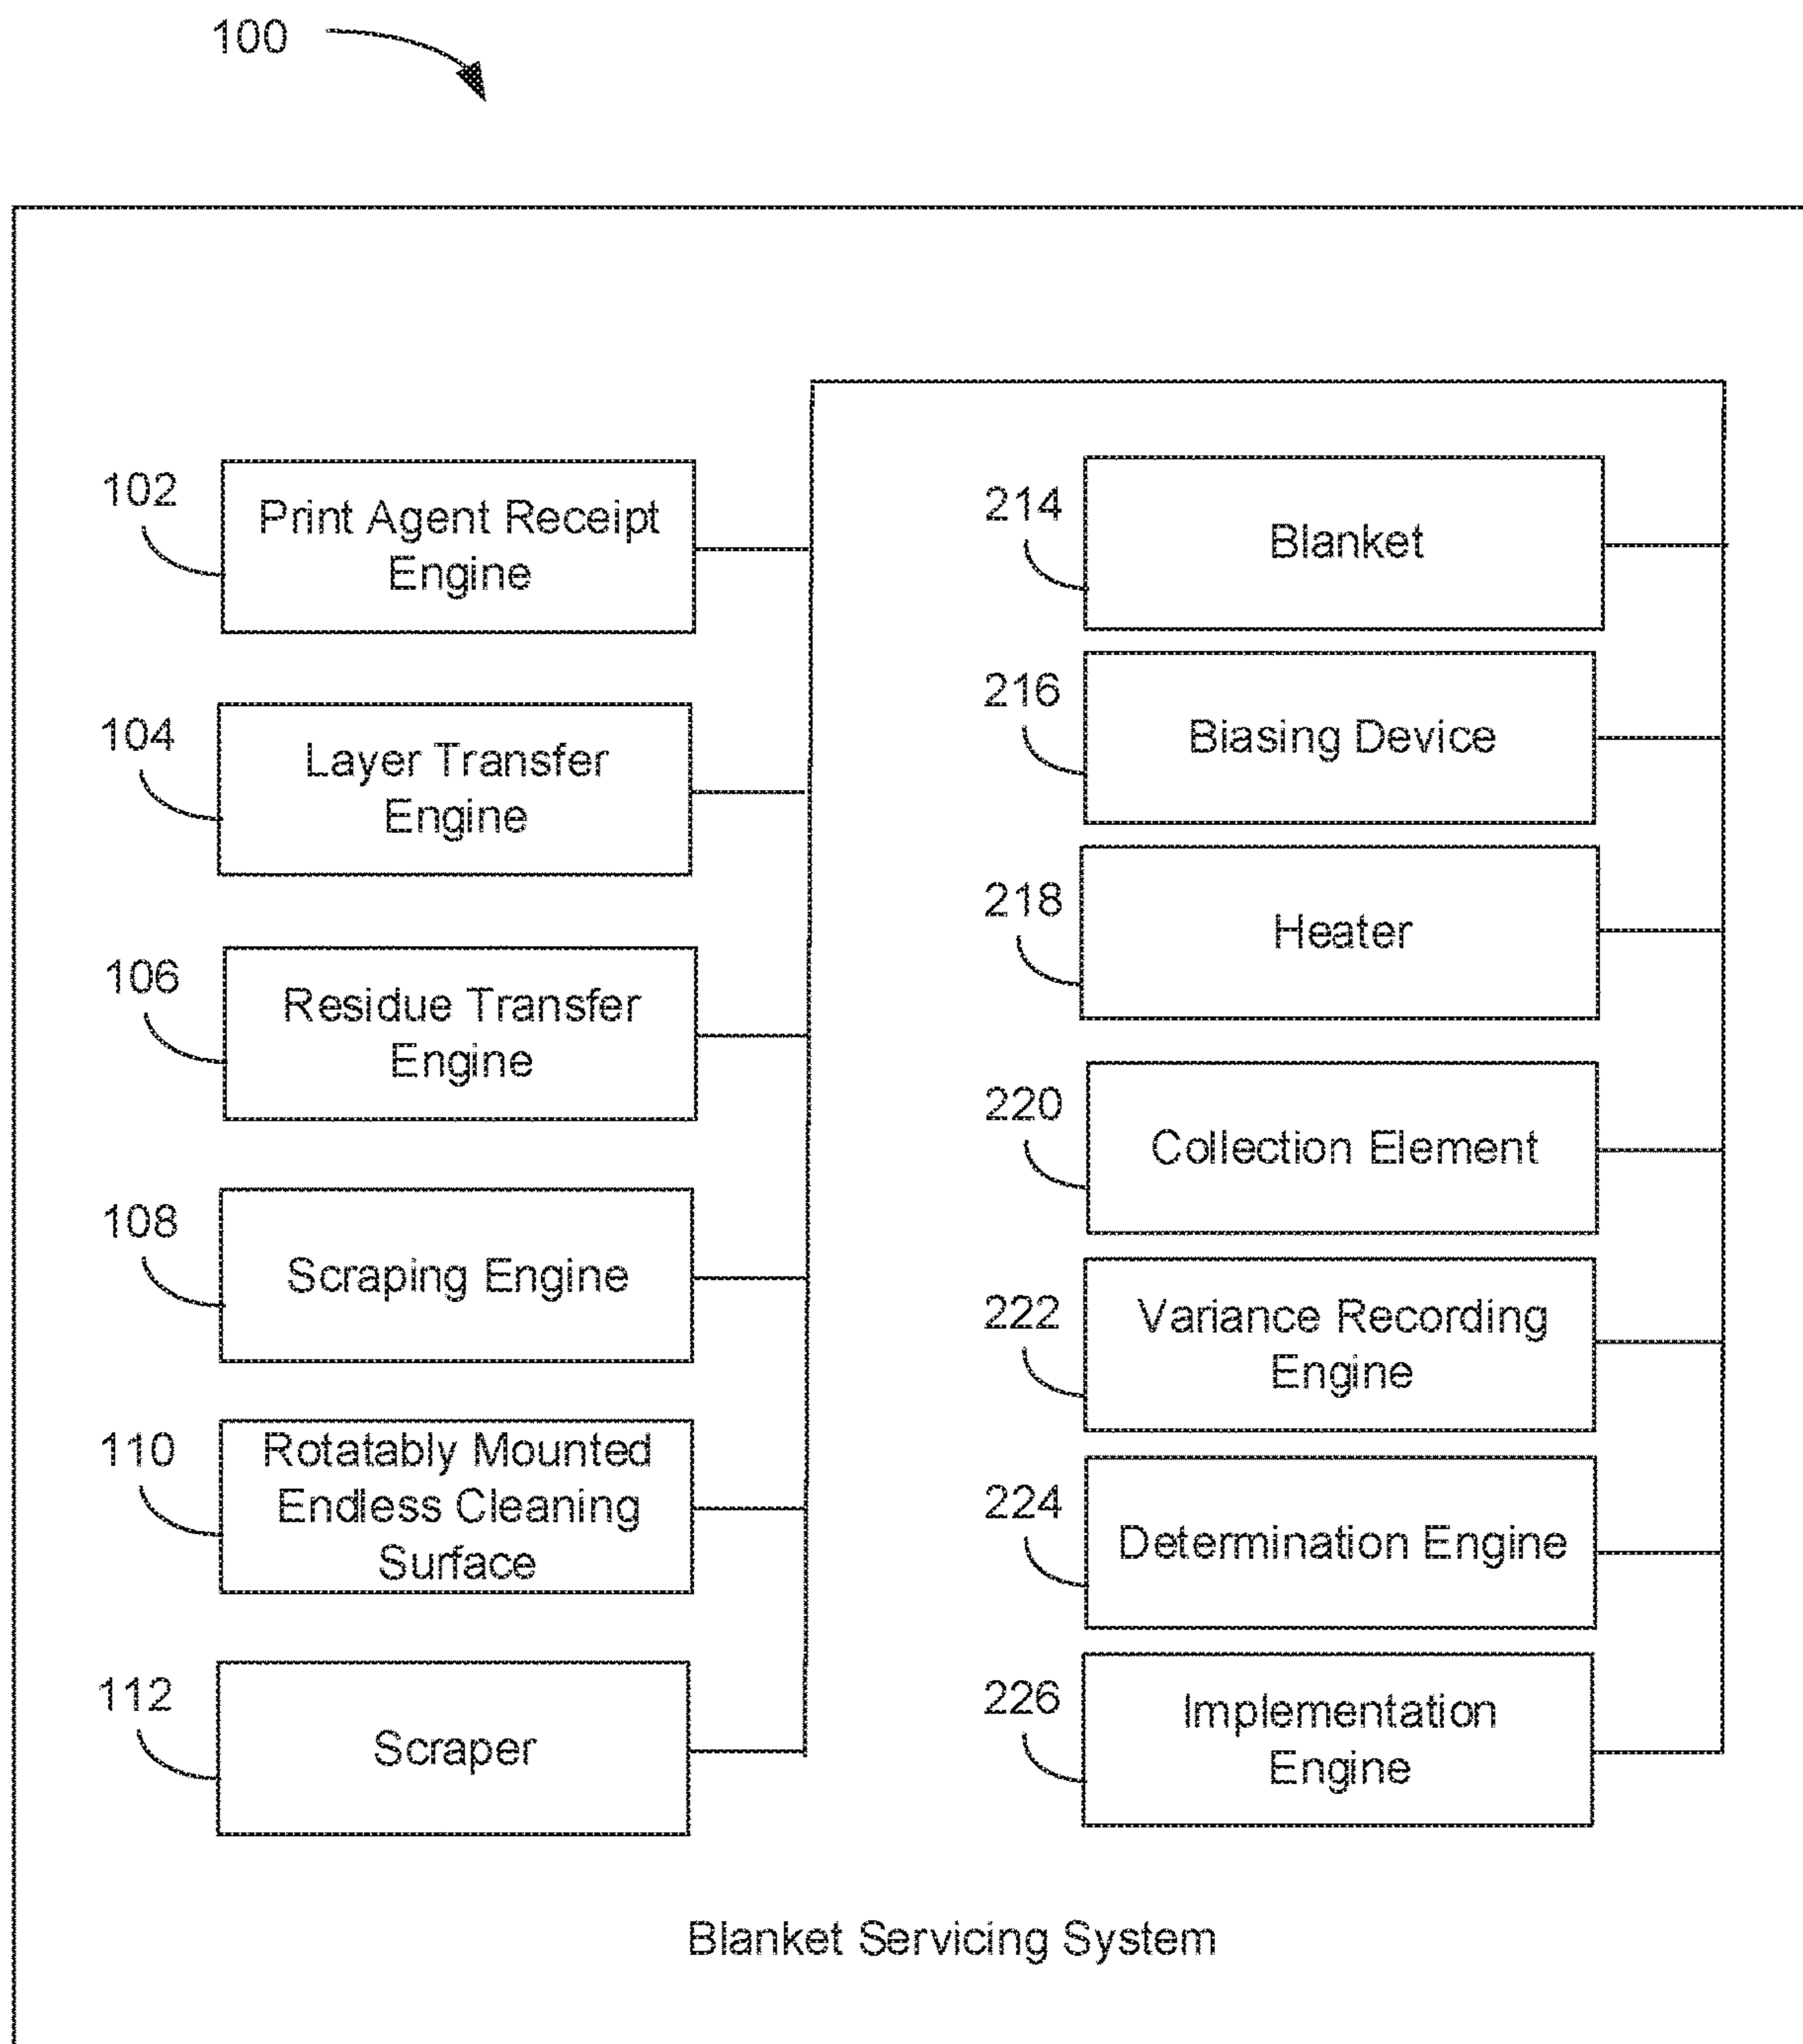 100
102
Print Agent Receipt
Engine
104
Layer Transfer
Engine
106
Residue Transfer
Engine
108
Scraping Engine
110
Rotatably Mounted
Endless Cleaning
Surface
112
Scraper
214
Blanket
216
Biasing Device
218
Heater
220
Collection Element
222
Variance Recording
Engine
224
Determination Engine
226
Implementation
Engine
Blanket Servicing System